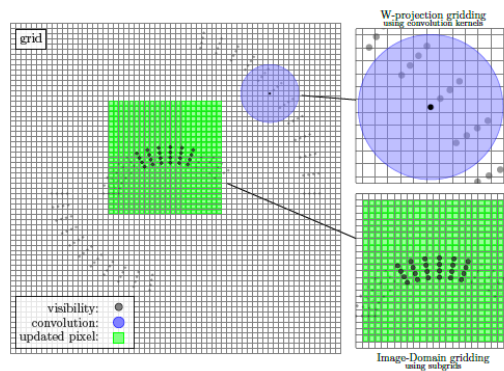 grid
visibility:
convolution:
updated pixel:
W-projection gridding
using convolution kernels
Image-Domain gridding
using subgrids